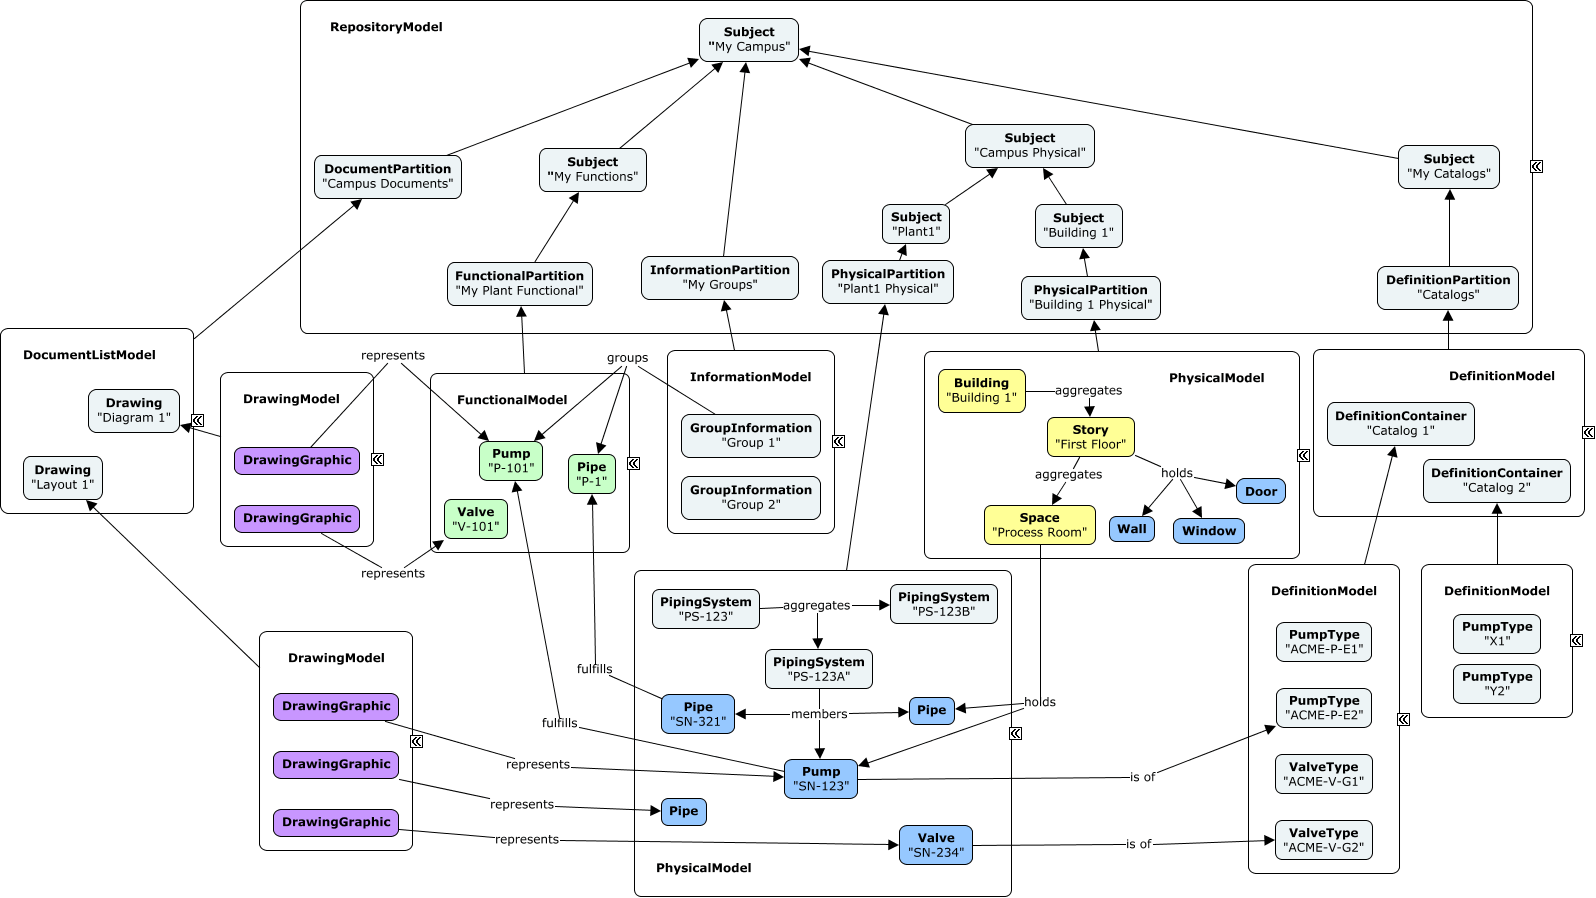 RepositoryModel
Subject
"My Campus"
DocumentPartition
"Campus Documents"
Subject
"My Functions"
Subject
"Campus Physical"
Subject
"My Catalogs"
Subject
"Plant1"
Subject
"Building 1"
FunctionalPartition
"My Plant Functional"
InformationPartition
"My Groups"
PhysicalPartition
"Plant1 Physical"
PhysicalPartition
"Building 1 Physical"
DefinitionPartition
"Catalogs"
DocumentListModel
Drawing
"Diagram 1"
Drawing
"Layout 1"
represents
DrawingModel
DrawingGraphic
DrawingGraphic
represents
groups
FunctionalModel
Pump
"P-101"
Pipe
"P-1"
Valve
"V-101"
InformationModel
GroupInformation
"Group 1"
GroupInformation
"Group 2"
PhysicalModel
Building
"Building 1"
aggregates
Story
"First Floor"
aggregates
holds
Space
"Process Room"
Door
Wall
Window
DefinitionModel
DefinitionContainer
"Catalog 1"
DefinitionContainer
"Catalog 2"
PipingSystem
"PS-123"
aggregates
PipingSystem
"PS-123B"
PipingSystem
"PS-123A"
fulfills
fulfills
Pipe
"SN-321"
members
Pipe
holds
Pump
"SN-123"
Pipe
Valve
"SN-234"
PhysicalModel
DrawingModel
DrawingGraphic
DrawingGraphic
DrawingGraphic
represents
represents
represents
is of
is of
DefinitionModel
PumpType
"ACME-P-E1"
PumpType
"ACME-P-E2"
ValveType
"ACME-V-G1"
ValveType
"ACME-V-G2"
DefinitionModel
PumpType
"X1"
PumpType
"Y2"